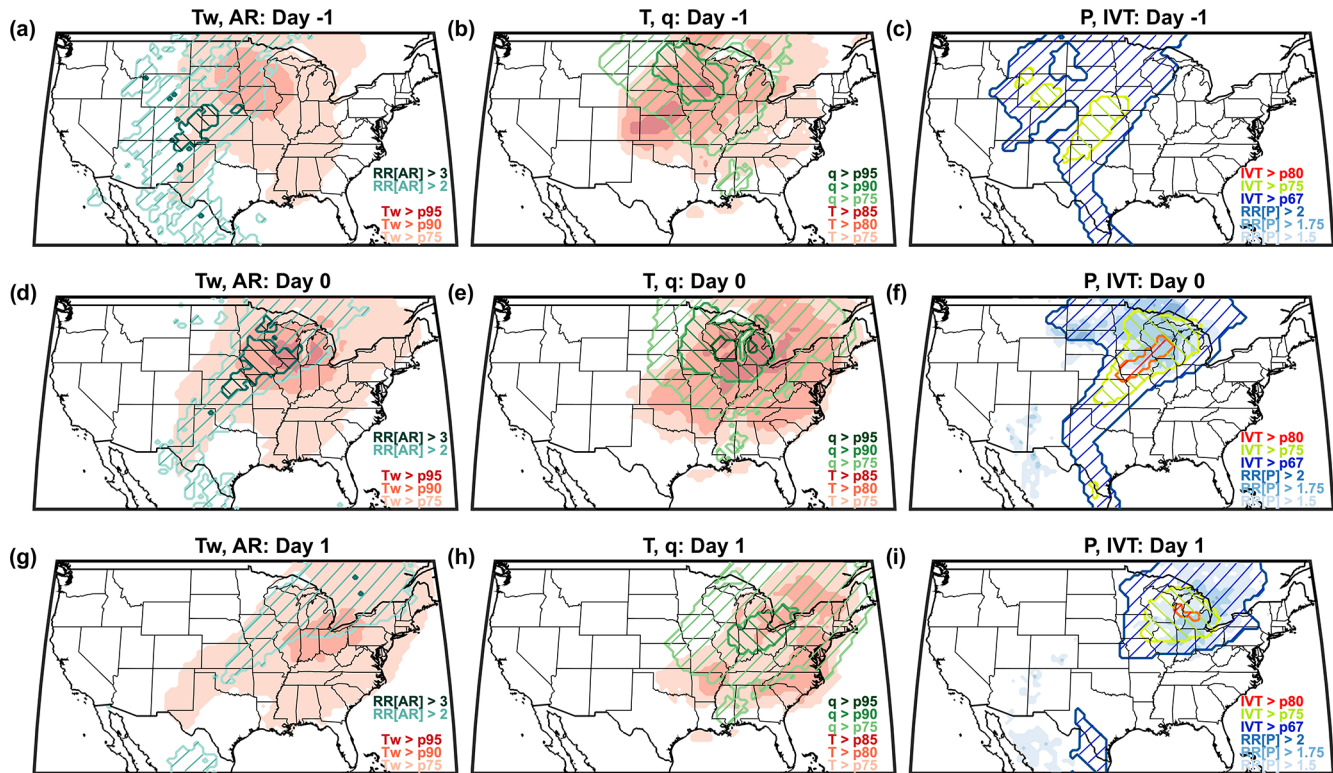 (a)
Tw, AR: Day -1
RR[AR] > 3
RR[AR] > 2
Tw > p95
Tw > p90
Tw > p75
(b)
T, q: Day -1
q > p95
q > p90
q > p75
T > p85
T > p80
T > p75
(c)
P, IVT: Day -1
IVT > p80
IVT > p75
IVT > p67
RR[P] > 2
RR[P] > 1.75
RR[P] > 1.5
(d)
Tw, AR: Day 0
RR[AR] > 3
RR[AR] > 2
Tw > p95
Tw > p90
Tw > p75
(e)
T, q: Day 0
q > p95
q > p90
q > p75
T > p85
T > p80
T > p75
(f)
P, IVT: Day 0
IVT > p80
IVT > p75
IVT > p67
RR[P] > 2
RR[P] > 1.75
RR[P] > 1.5
(g)
Tw, AR: Day 1
RR[AR] > 3
RR[AR] > 2
Tw > p95
Tw > p90
Tw > p75
(h)
T, q: Day 1
q > p95
q > p90
q > p75
T > p85
T > p80
T > p75
(i)
P, IVT: Day 1
IVT > p80
IVT > p75
IVT > p67
RR[P] > 2
RR[P] > 1.75
RR[P] > 1.5